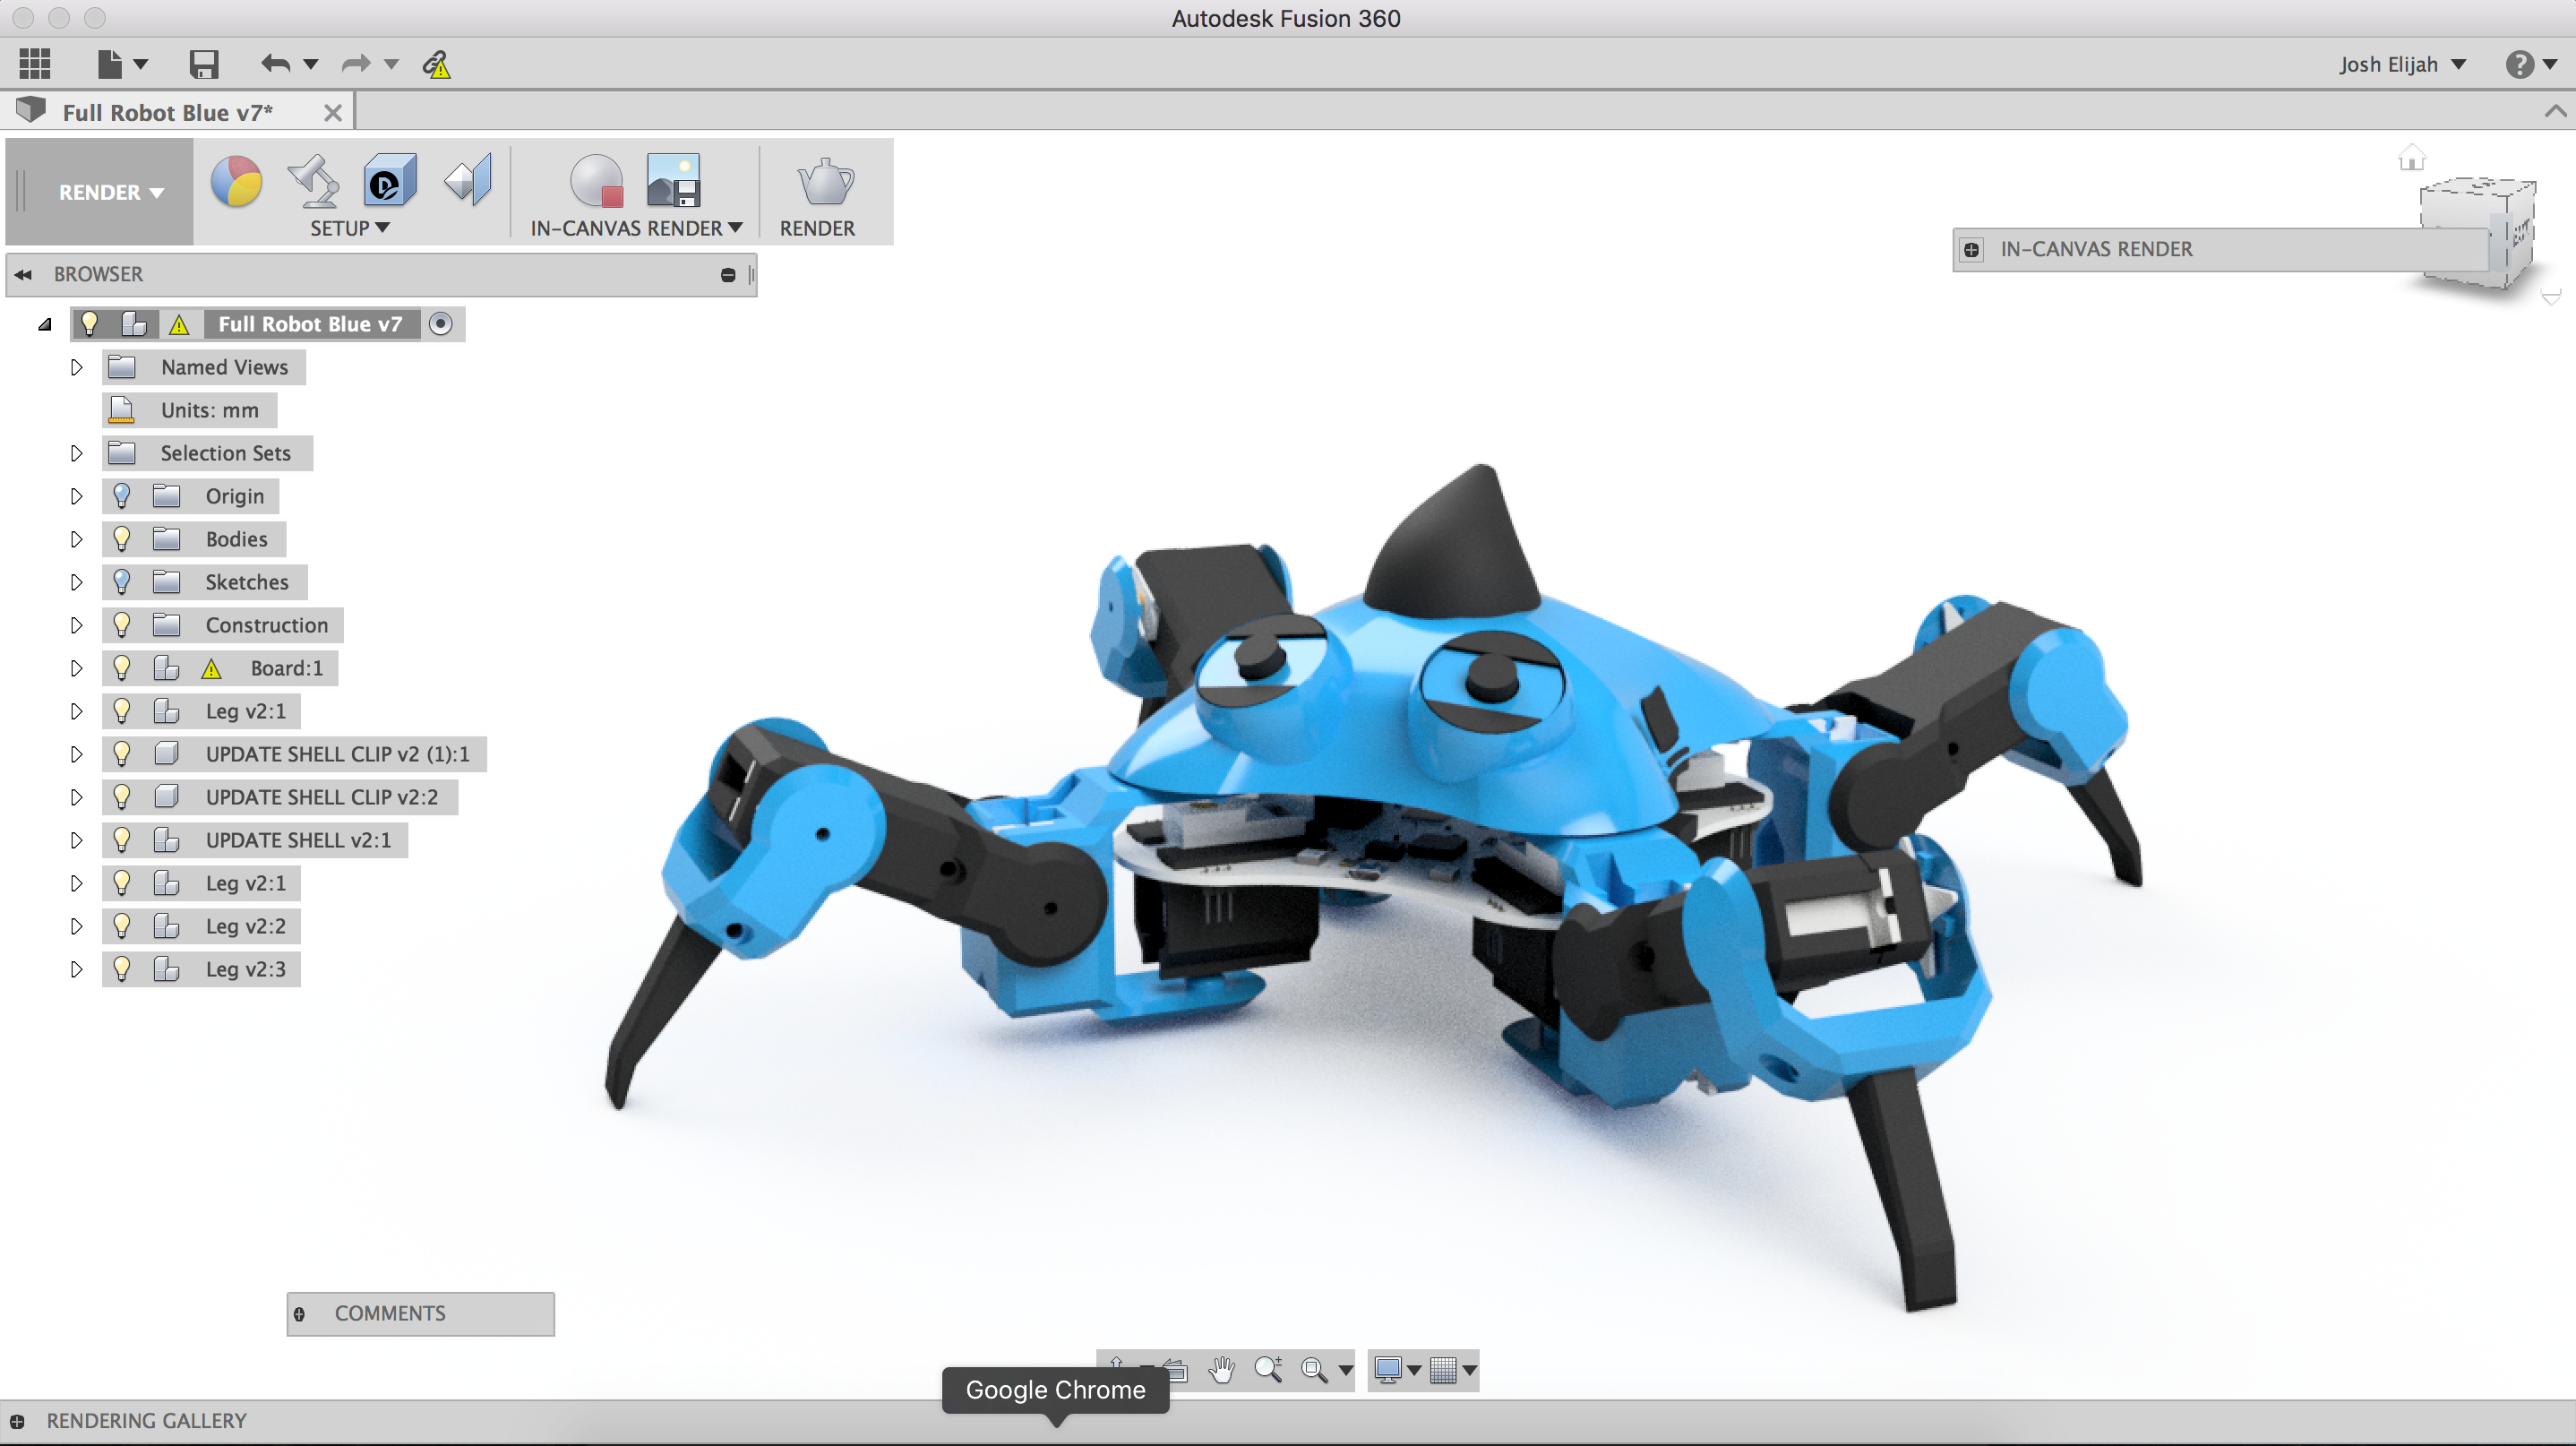 Autodesk Fusion 360
Josh Elijah
Full Robot Blue v7*
RENDER
SETUP
IN-CANVAS RENDER
RENDER
IN-CANVAS RENDER
BROWSER
Full Robot Blue v7
Named Views
Units: mm
Selection Sets
Origin
Bodies
Sketches
Construction
Board:1
Leg v2:1
UPDATE SHELL CLIP v2 (1):1
UPDATE SHELL CLIP v2:2
UPDATE SHELL v2:1
Leg v2:1
Leg v2:2
Leg v2:3
COMMENTS
Google Chrome
RENDERING GALLERY